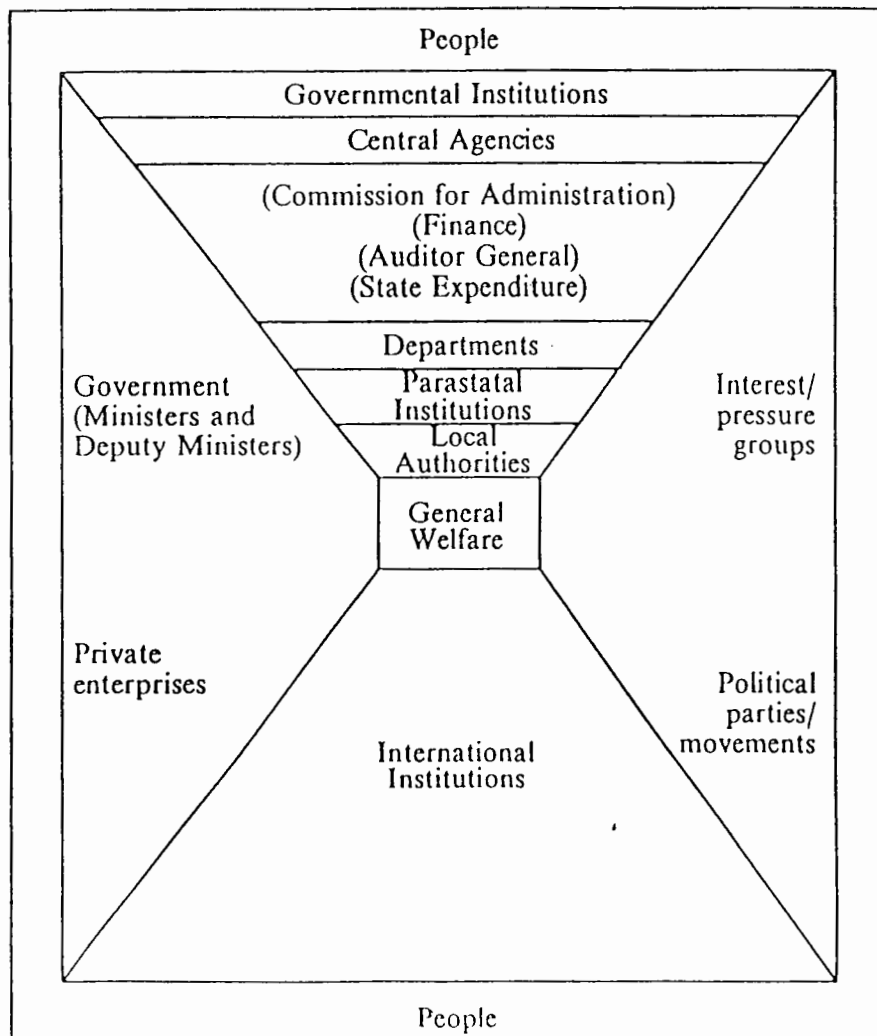 People
Governmental Institutions
Central Agencies
(Commission for Administration)
(Finance)
(Auditor General)
(State Expenditure)
Departments
Parastatal
Institutions
Local
Authorities
Government
(Ministers and
Deputy Ministers)
Interest/
pressure
groups
General
Welfare
Private
enterprises
Political
parties/
movements
International
Institutions
People